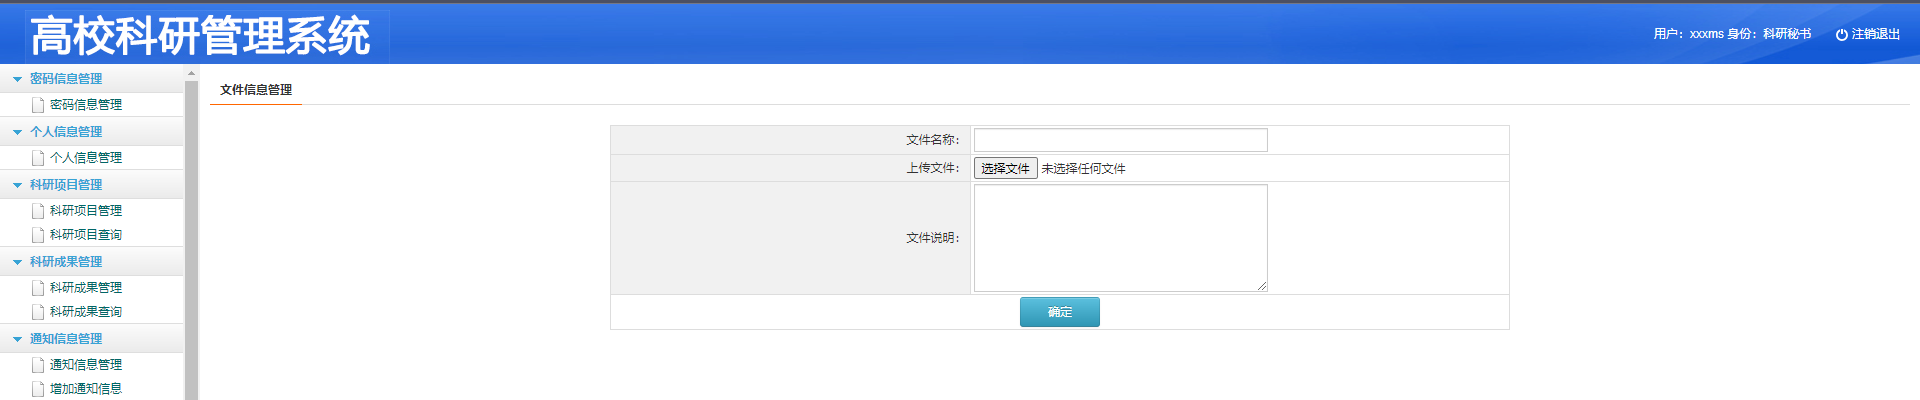 高校科研管理系统
用户：xxxms 身份：科研秘书 注销退出
密码信息管理
密码信息管理
个人信息管理
个人信息管理
科研项目管理
科研项目管理
科研项目查询
科研成果管理
科研成果管理
科研成果查询
通知信息管理
通知信息管理
增加通知信息
文件信息管理
文件名称：
上传文件： 选择文件 未选择任何文件
文件说明：
确定